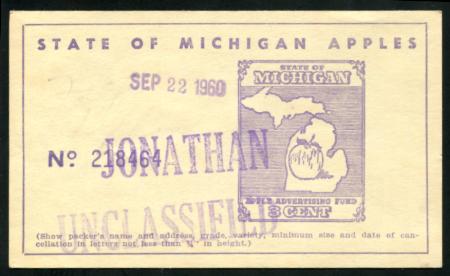 STATE OF MICHIGAN APPLES
SEP 22 1960
STATE OF
MICHIGAN
Nº 218464
JONATHAN
APPLE ADVERTISING FUND
3 CENT
UNCLASSIFIED
(Show packer's name and address, grade, variety, minimum size and date of can-
cellation in letters not less than ¼" in height.)